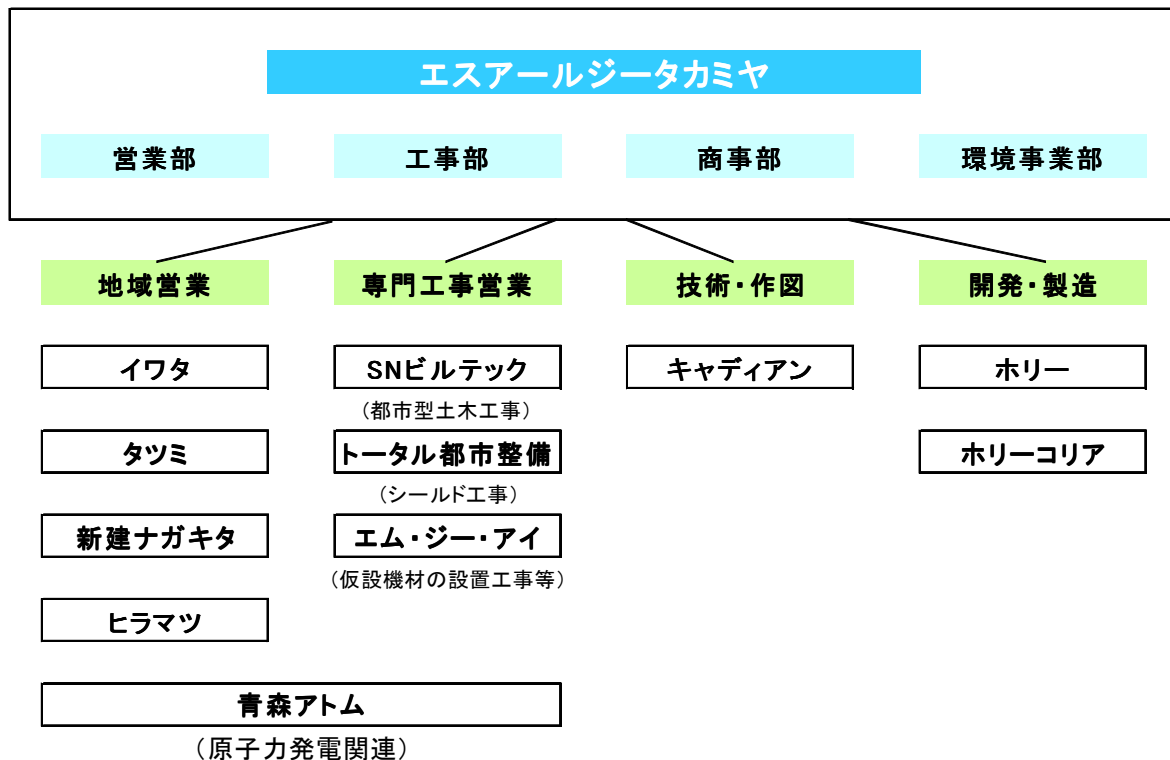 エスアールジータカミヤ
営業部 工事部 商事部 環境事業部
地域営業 専門工事営業 技術・作図 開発・製造
イワタ SNビルテック キャディアン ホリー
(都市型土木工事)
タツミ トータル都市整備 ホリーコリア
(シールド工事)
新建ナガキタ エム・ジー・アイ
(仮設機材の設置工事等)
ヒラマツ
青森アトム
(原子力発電関連)